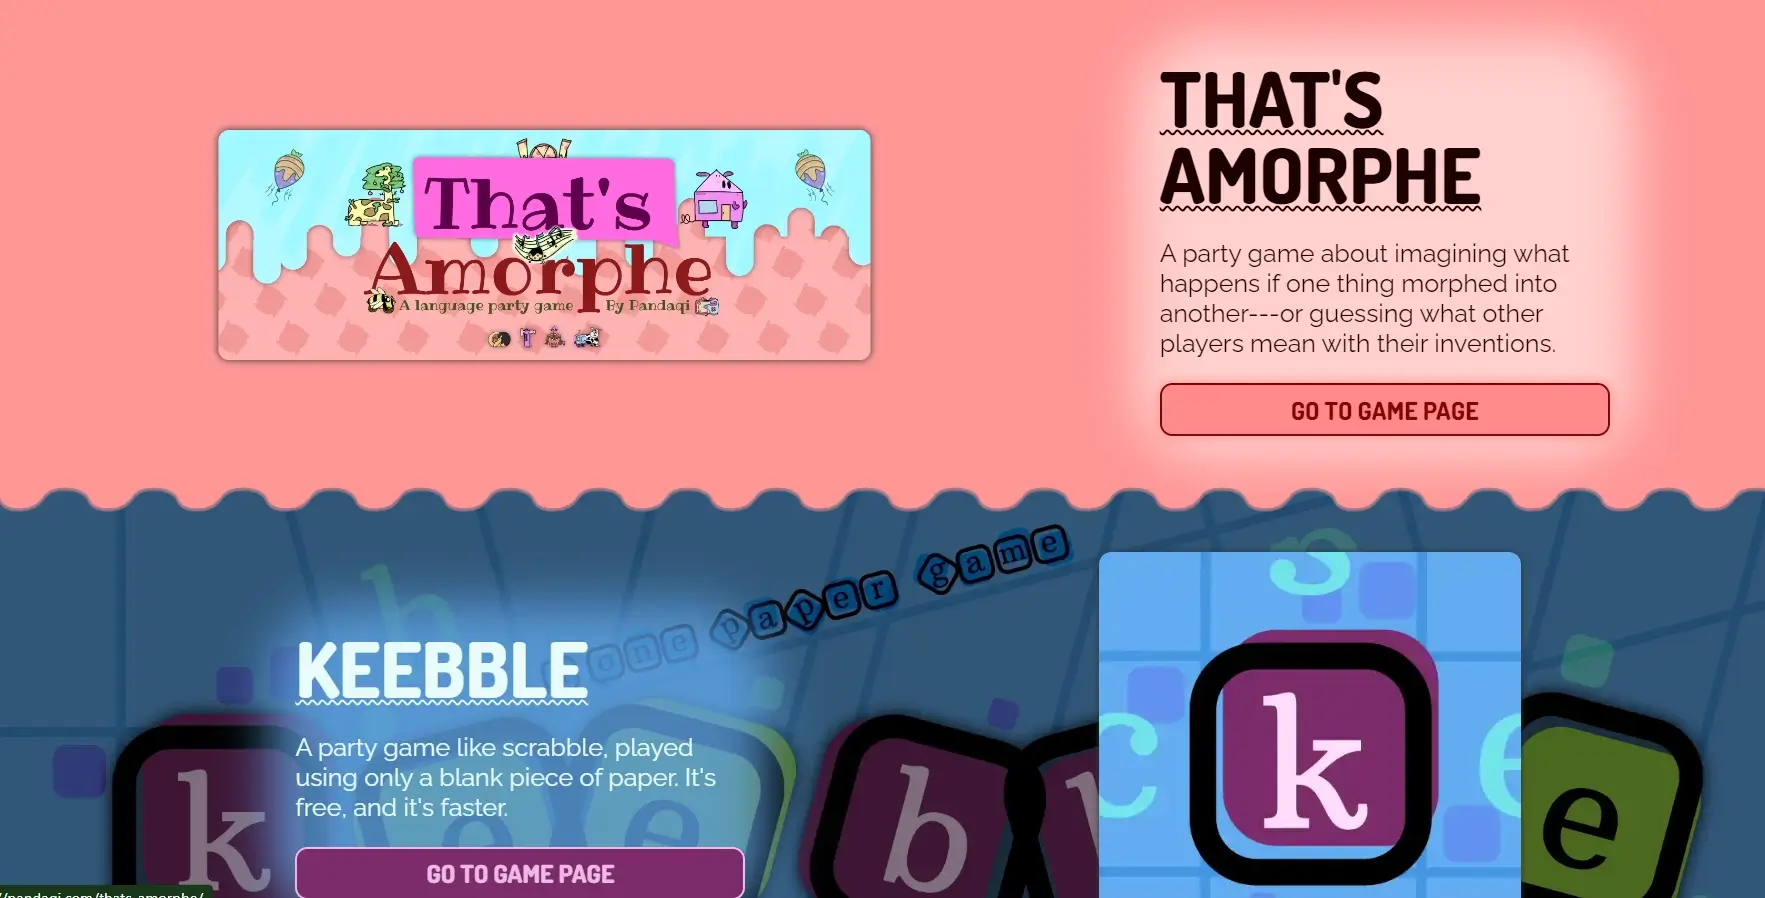 That's
Amorphe
A language party game By Pandaqi
THAT'S
AMORPHE
A party game about imagining what
happens if one thing morphed into
another---or guessing what other
players mean with their inventions.
GO TO GAME PAGE
one paper game
KEEBBLE
A party game like scrabble, played
using only a blank piece of paper. It's
free, and it's faster.
GO TO GAME PAGE
k e e b b e
k
s
c
e
h
//pandaqi.com/thats-amorphe/